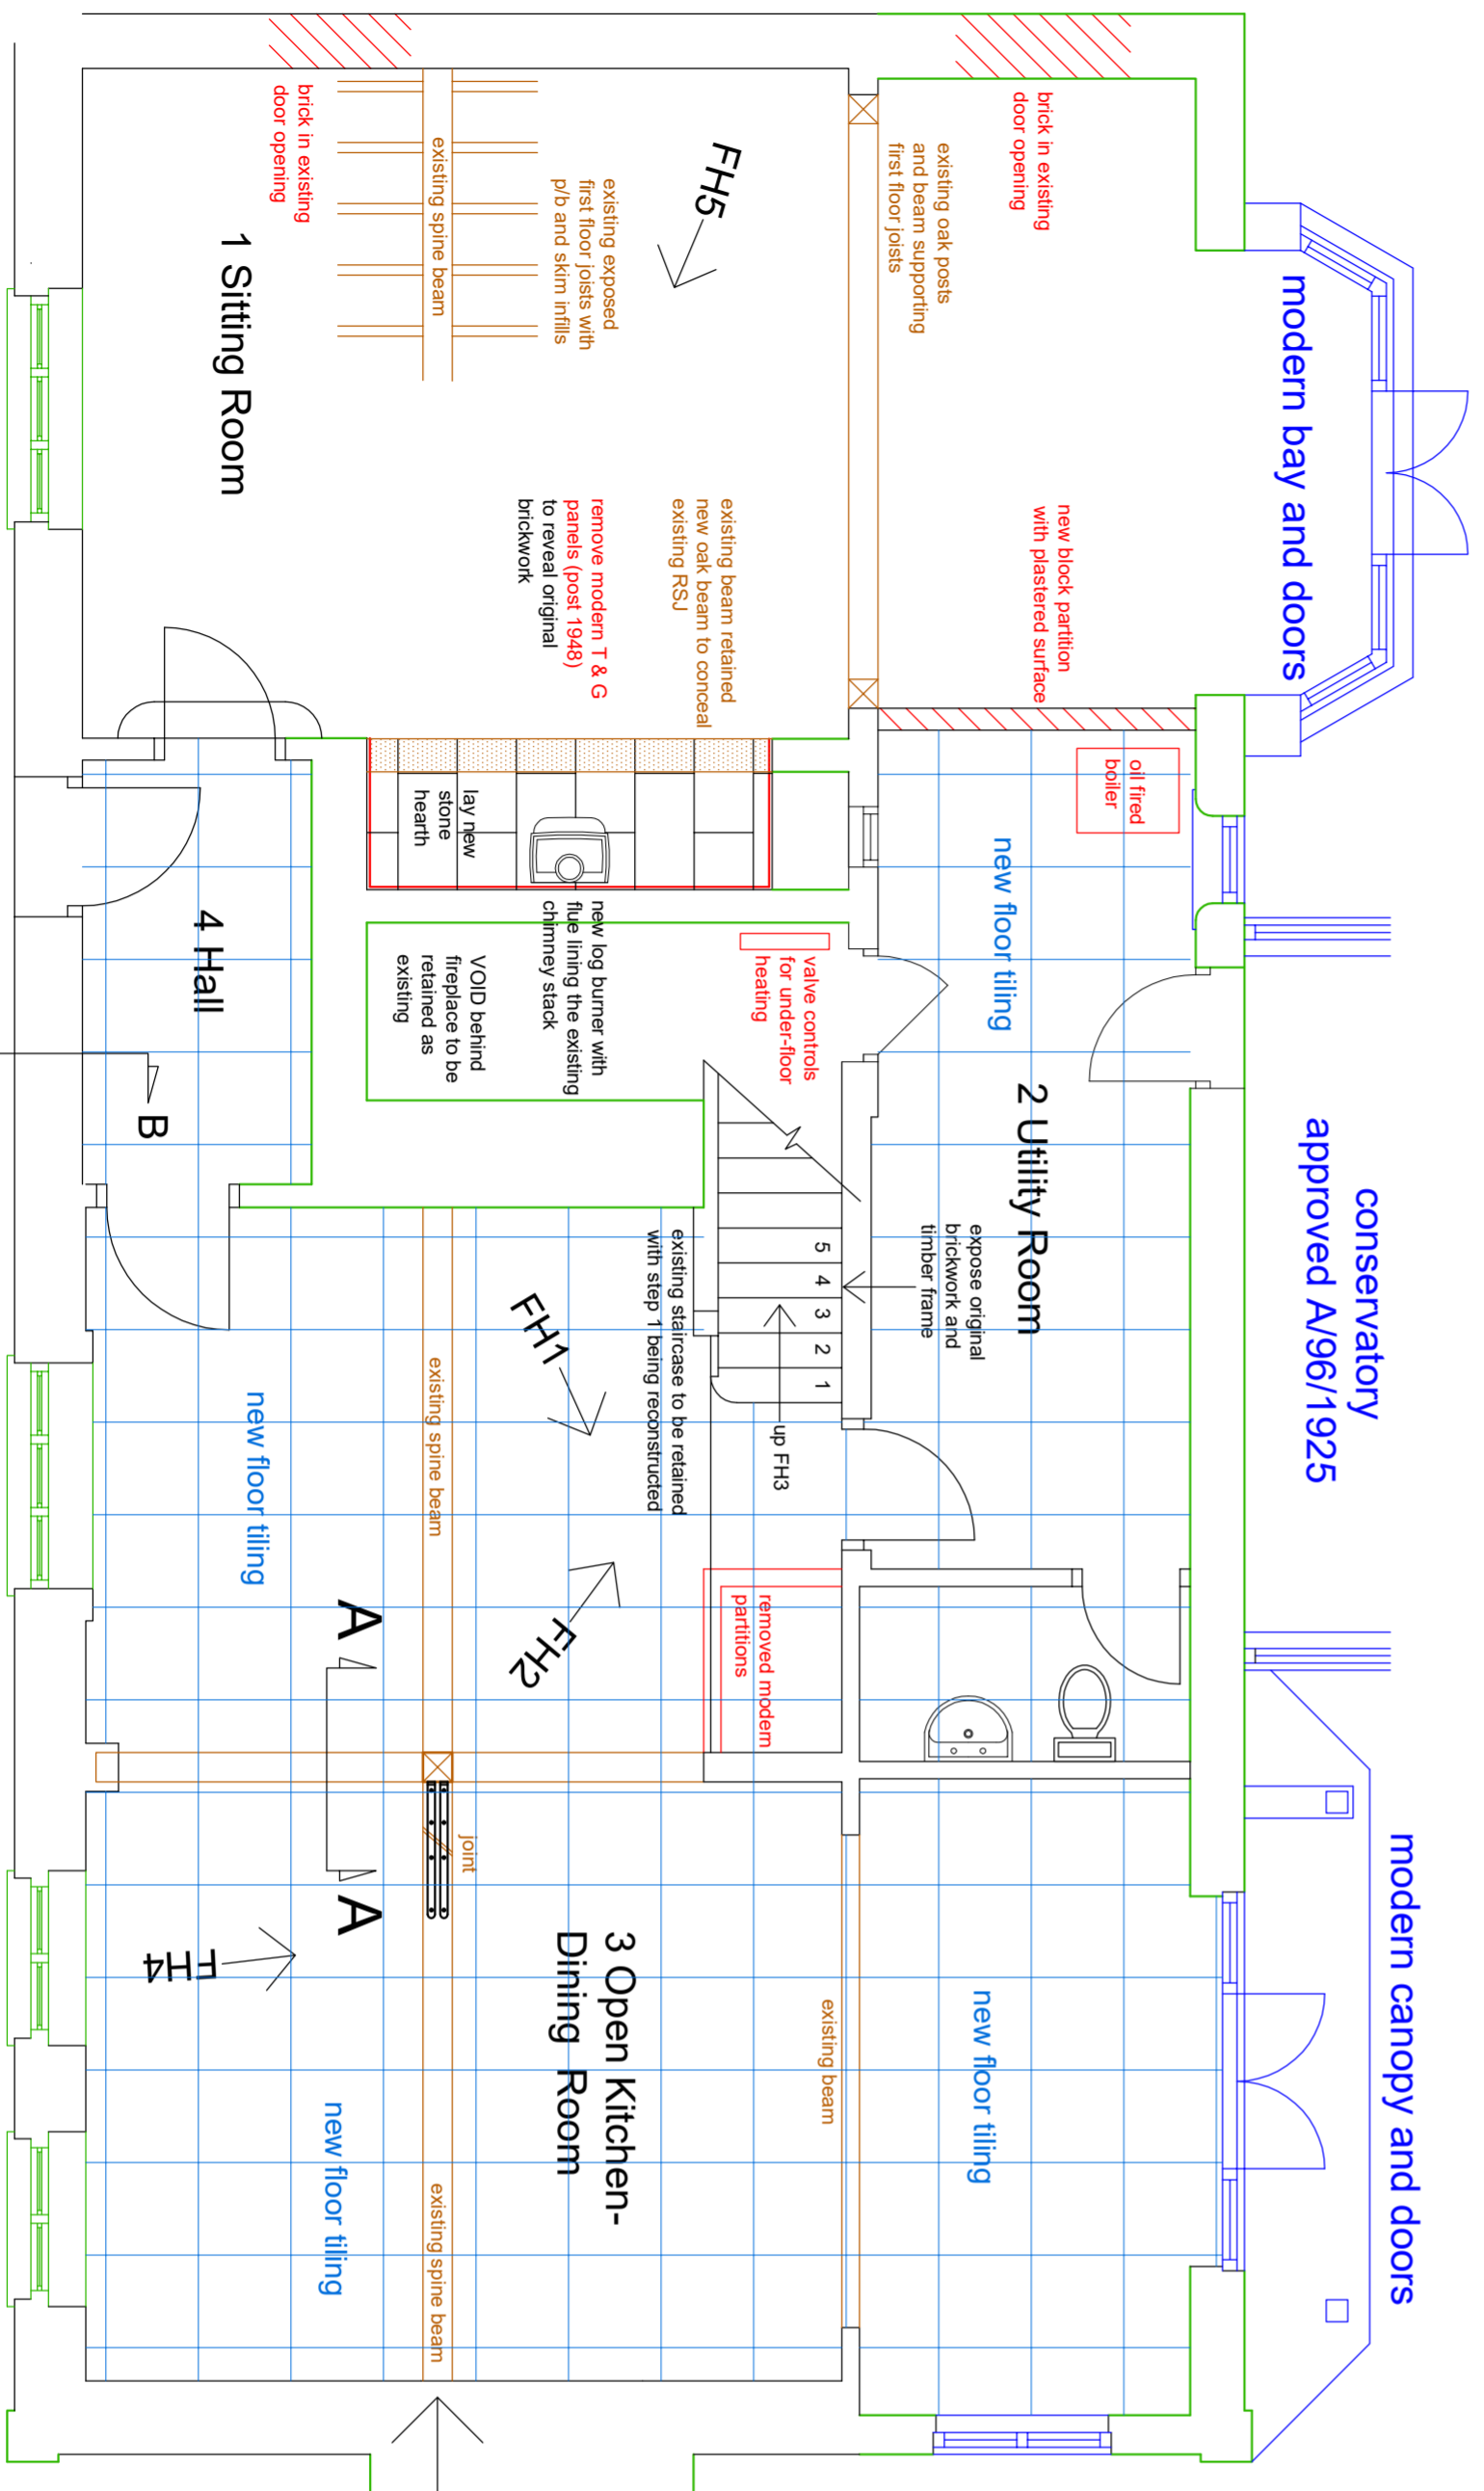 modern bay and doors
conservatory
approved A/96/1925
modern canopy and doors
brick in existing
door opening
new block partition
with plastered surface
oil fired
boiler
new floor tiling
2 Utility Room
expose original
brickwork and
timber frame
new floor tiling
existing oak posts
and beam supporting
first floor joists
FH5
existing beam retained
new oak beam to conceal
existing RSJ
valve controls
for under-floor
heating
5
4
3
2
1
up FH3
removed modern
partitions
existing beam
existing exposed
first floor joists with
p/b and skim infills
remove modern T & G
panels (post 1948)
to reveal original
brickwork
new log burner with
flue lining the existing
chimney stack
existing staircase to be retained
with step 1 being reconstructed
FH1
FH2
3 Open Kitchen-
Dining Room
existing spine beam
lay new
stone
hearth
VOID behind
fireplace to be
retained as
existing
existing spine beam
joint
existing spine beam
brick in existing
door opening
1 Sitting Room
4 Hall
new floor tiling
A
A
new floor tiling
B
FH4